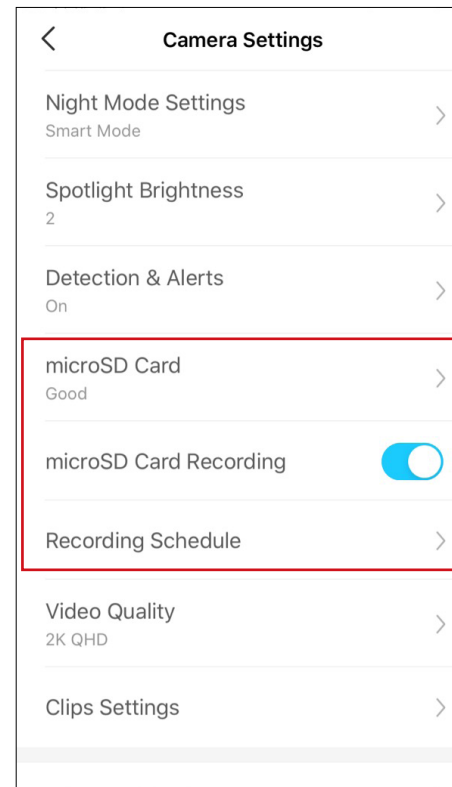 Camera Settings
Night Mode Settings
Smart Mode
Spotlight Brightness
2
Detection & Alerts
On
microSD Card
Good
microSD Card Recording
Recording Schedule
Video Quality
2K QHD
Clips Settings